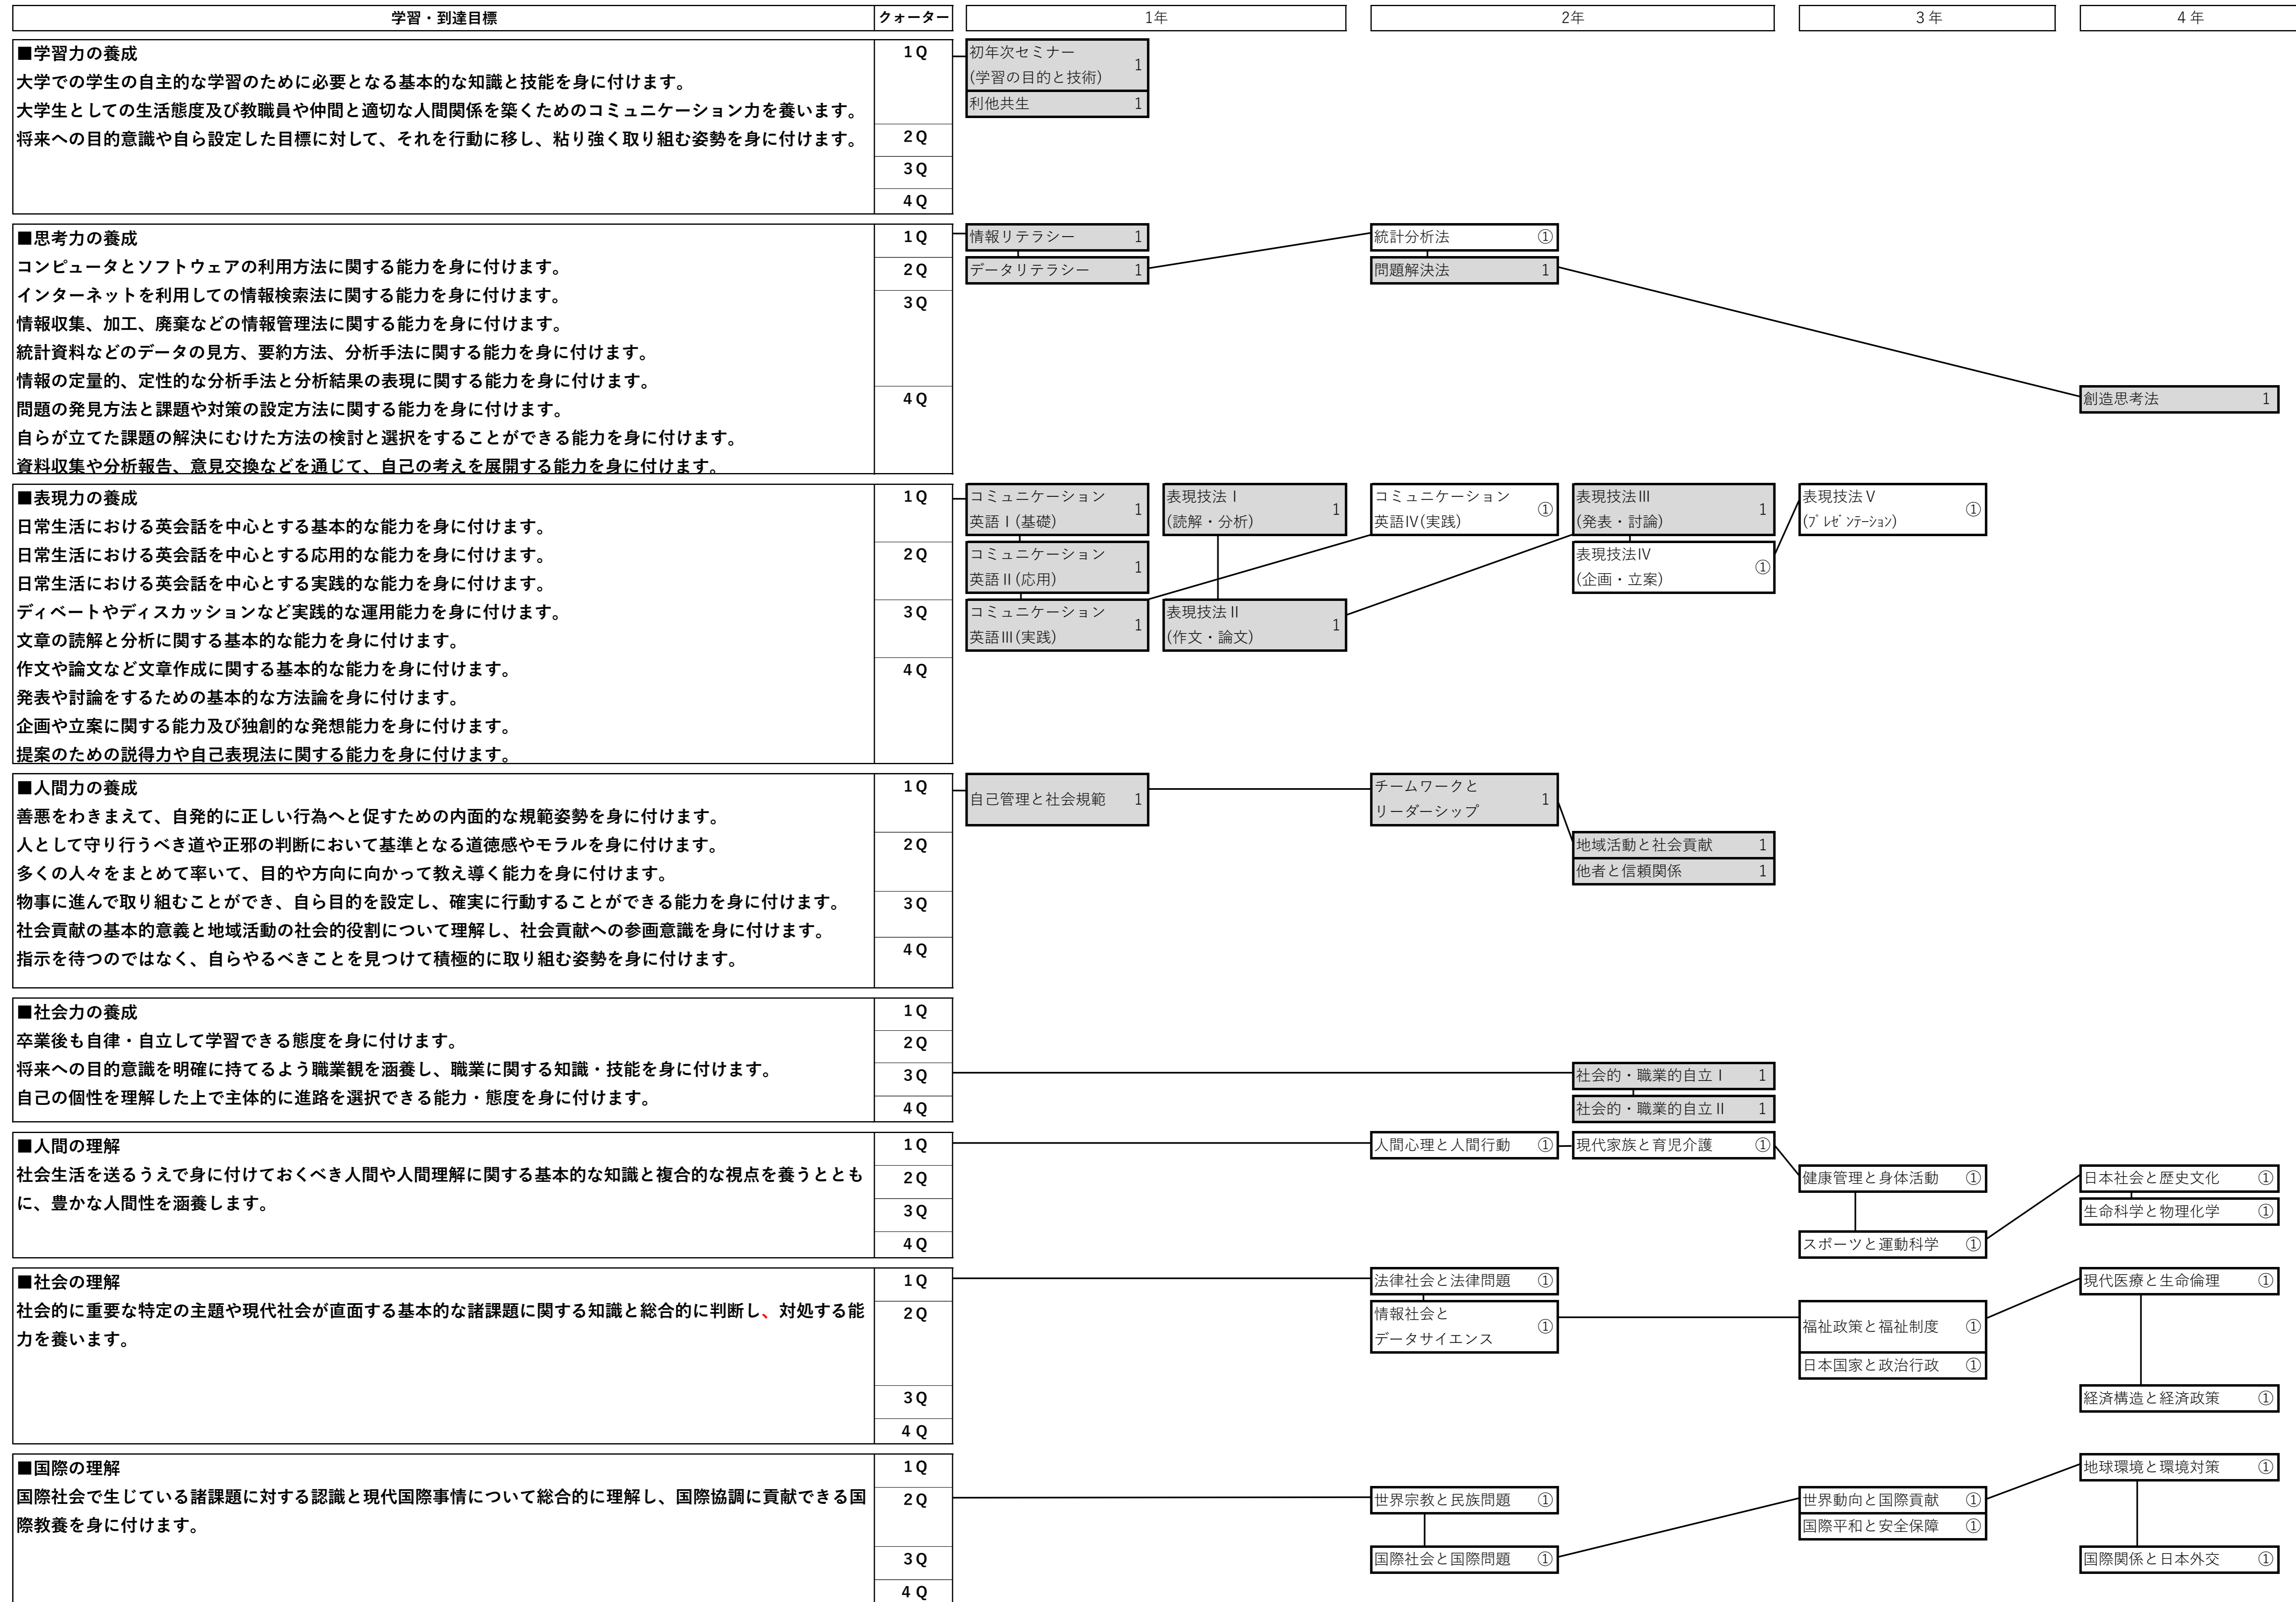 学習・到達目標 クォーター 1年 2年 3年 4年
■学習力の養成
大学での学生の自主的な学習のために必要となる基本的な知識と技能を身に付けます。
大学生としての生活態度及び教職員や仲間と適切な人間関係を築くためのコミュニケーション力を養います。
将来への目的意識や自ら設定した目標に対して、それを行動に移し、粘り強く取り組む姿勢を身に付けます。
1Q
2Q
3Q
4Q
初年次セミナー
(学習の目的と技術) 1
利他共生 1
■思考力の養成
コンピュータとソフトウェアの利用方法に関する能力を身に付けます。
インターネットを利用しての情報検索法に関する能力を身に付けます。
情報収集、加工、廃棄などの情報管理法に関する能力を身に付けます。
統計資料などのデータの見方、要約方法、分析手法に関する能力を身に付けます。
情報の定量的、定性的な分析手法と分析結果の表現に関する能力を身に付けます。
問題の発見方法と課題や対策の設定方法に関する能力を身に付けます。
自らが立てた課題の解決にむけた方法の検討と選択をすることができる能力を身に付けます。
資料収集や分析報告、意見交換などを通じて、自己の考えを展開する能力を身に付けます。
1Q
2Q
3Q
4Q
情報リテラシー 1
データリテラシー 1
統計分析法 ①
問題解決法 1
創造思考法 1
■表現力の養成
日常生活における英会話を中心とする基本的な能力を身に付けます。
日常生活における英会話を中心とする応用的な能力を身に付けます。
日常生活における英会話を中心とする実践的な能力を身に付けます。
ディベートやディスカッションなど実践的な運用能力を身に付けます。
文章の読解と分析に関する基本的な能力を身に付けます。
作文や論文など文章作成に関する基本的な能力を身に付けます。
発表や討論をするための基本的な方法論を身に付けます。
企画や立案に関する能力及び独創的な発想能力を身に付けます。
提案のための説得力や自己表現法に関する能力を身に付けます。
1Q
2Q
3Q
4Q
コミュニケーション
英語Ⅰ(基礎) 1
コミュニケーション
英語Ⅱ(応用) 1
コミュニケーション
英語Ⅲ(実践) 1
表現技法Ⅰ
(読解・分析) 1
表現技法Ⅱ
(作文・論文) 1
コミュニケーション
英語Ⅳ(実践) ①
表現技法Ⅲ
(発表・討論) 1
表現技法Ⅳ
(企画・立案) ①
表現技法Ⅴ
(ﾌﾟﾚｾﾞﾝﾃｰｼｮﾝ) ①
■人間力の養成
善悪をわきまえて、自発的に正しい行為へと促すための内面的な規範姿勢を身に付けます。
人として守り行うべき道や正邪の判断において基準となる道徳感やモラルを身に付けます。
多くの人々をまとめて率いて、目的や方向に向かって教え導く能力を身に付けます。
物事に進んで取り組むことができ、自ら目的を設定し、確実に行動することができる能力を身に付けます。
社会貢献の基本的意義と地域活動の社会的役割について理解し、社会貢献への参画意識を身に付けます。
指示を待つのではなく、自らやるべきことを見つけて積極的に取り組む姿勢を身に付けます。
1Q
2Q
3Q
4Q
自己管理と社会規範 1
チームワークと
リーダーシップ 1
地域活動と社会貢献 1
他者と信頼関係 1
■社会力の養成
卒業後も自律・自立して学習できる態度を身に付けます。
将来への目的意識を明確に持てるよう職業観を涵養し、職業に関する知識・技能を身に付けます。
自己の個性を理解した上で主体的に進路を選択できる能力・態度を身に付けます。
1Q
2Q
3Q
4Q
社会的・職業的自立Ⅰ 1
社会的・職業的自立Ⅱ 1
■人間の理解
社会生活を送るうえで身に付けておくべき人間や人間理解に関する基本的な知識と複合的な視点を養うととも
に、豊かな人間性を涵養します。
1Q
2Q
3Q
4Q
人間心理と人間行動 ①
現代家族と育児介護 ①
健康管理と身体活動 ①
スポーツと運動科学 ①
日本社会と歴史文化 ①
生命科学と物理化学 ①
■社会の理解
社会的に重要な特定の主題や現代社会が直面する基本的な諸課題に関する知識と総合的に判断し、対処する能
力を養います。
1Q
2Q
3Q
4Q
法律社会と法律問題 ①
情報社会と
データサイエンス ①
福祉政策と福祉制度 ①
日本国家と政治行政 ①
現代医療と生命倫理 ①
経済構造と経済政策 ①
■国際の理解
国際社会で生じている諸課題に対する認識と現代国際事情について総合的に理解し、国際協調に貢献できる国
際教養を身に付けます。
1Q
2Q
3Q
4Q
世界宗教と民族問題 ①
国際社会と国際問題 ①
世界動向と国際貢献 ①
国際平和と安全保障 ①
地球環境と環境対策 ①
国際関係と日本外交 ①